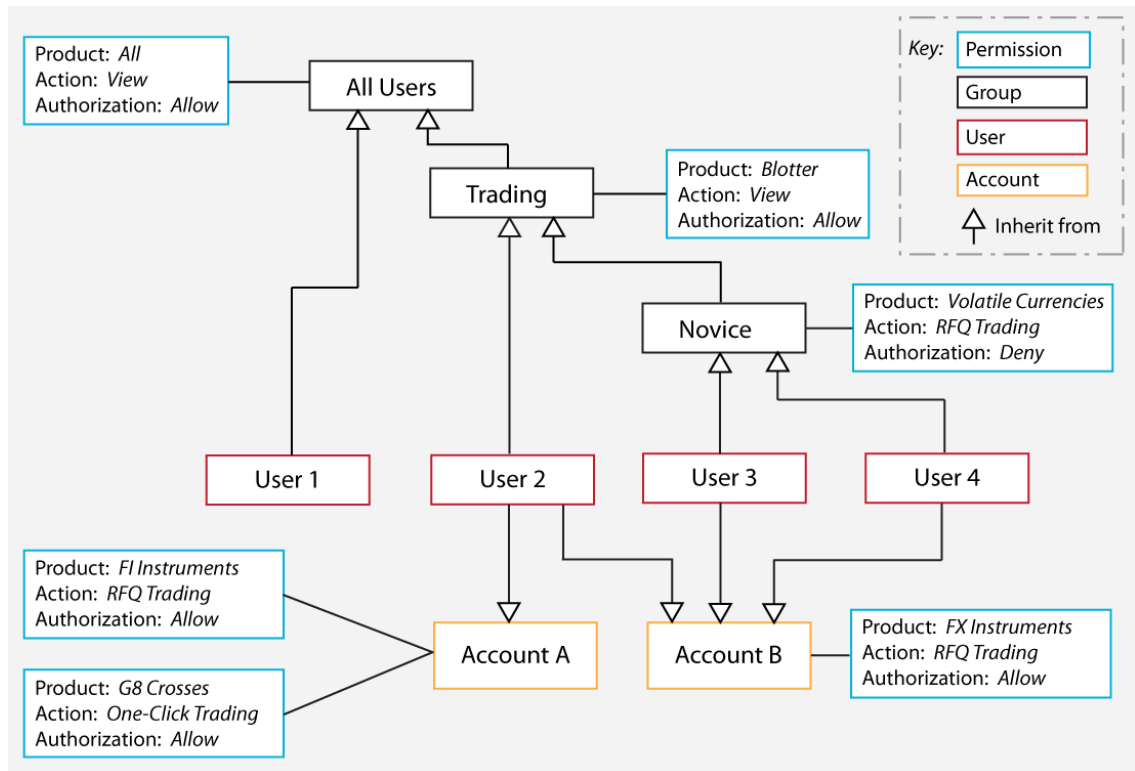 Product: All
Action: View
Authorization: Allow
All Users
Key:
Permission
Group
User
Account
Inherit from
Trading
Product: Blotter
Action: View
Authorization: Allow
Novice
Product: Volatile Currencies
Action: RFQ Trading
Authorization: Deny
User 1
User 2
User 3
User 4
Product: FI Instruments
Action: RFQ Trading
Authorization: Allow
Account A
Account B
Product: FX Instruments
Action: RFQ Trading
Authorization: Allow
Product: G8 Crosses
Action: One-Click Trading
Authorization: Allow